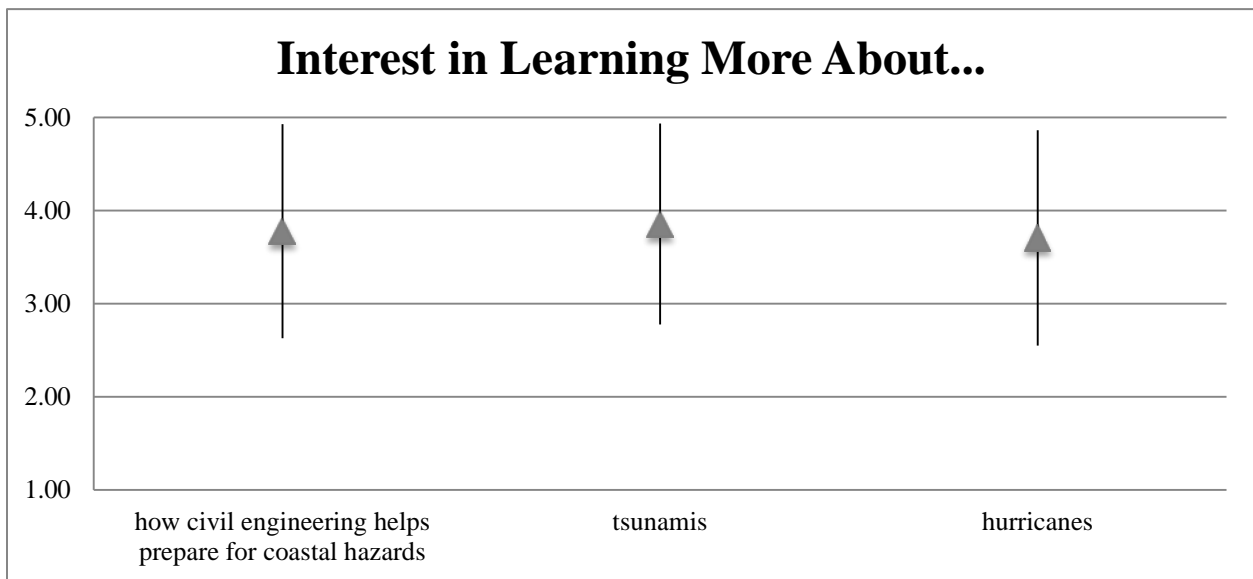 Interest in Learning More About...
5.00
4.00
3.00
2.00
1.00
how civil engineering helps
prepare for coastal hazards
tsunamis
hurricanes